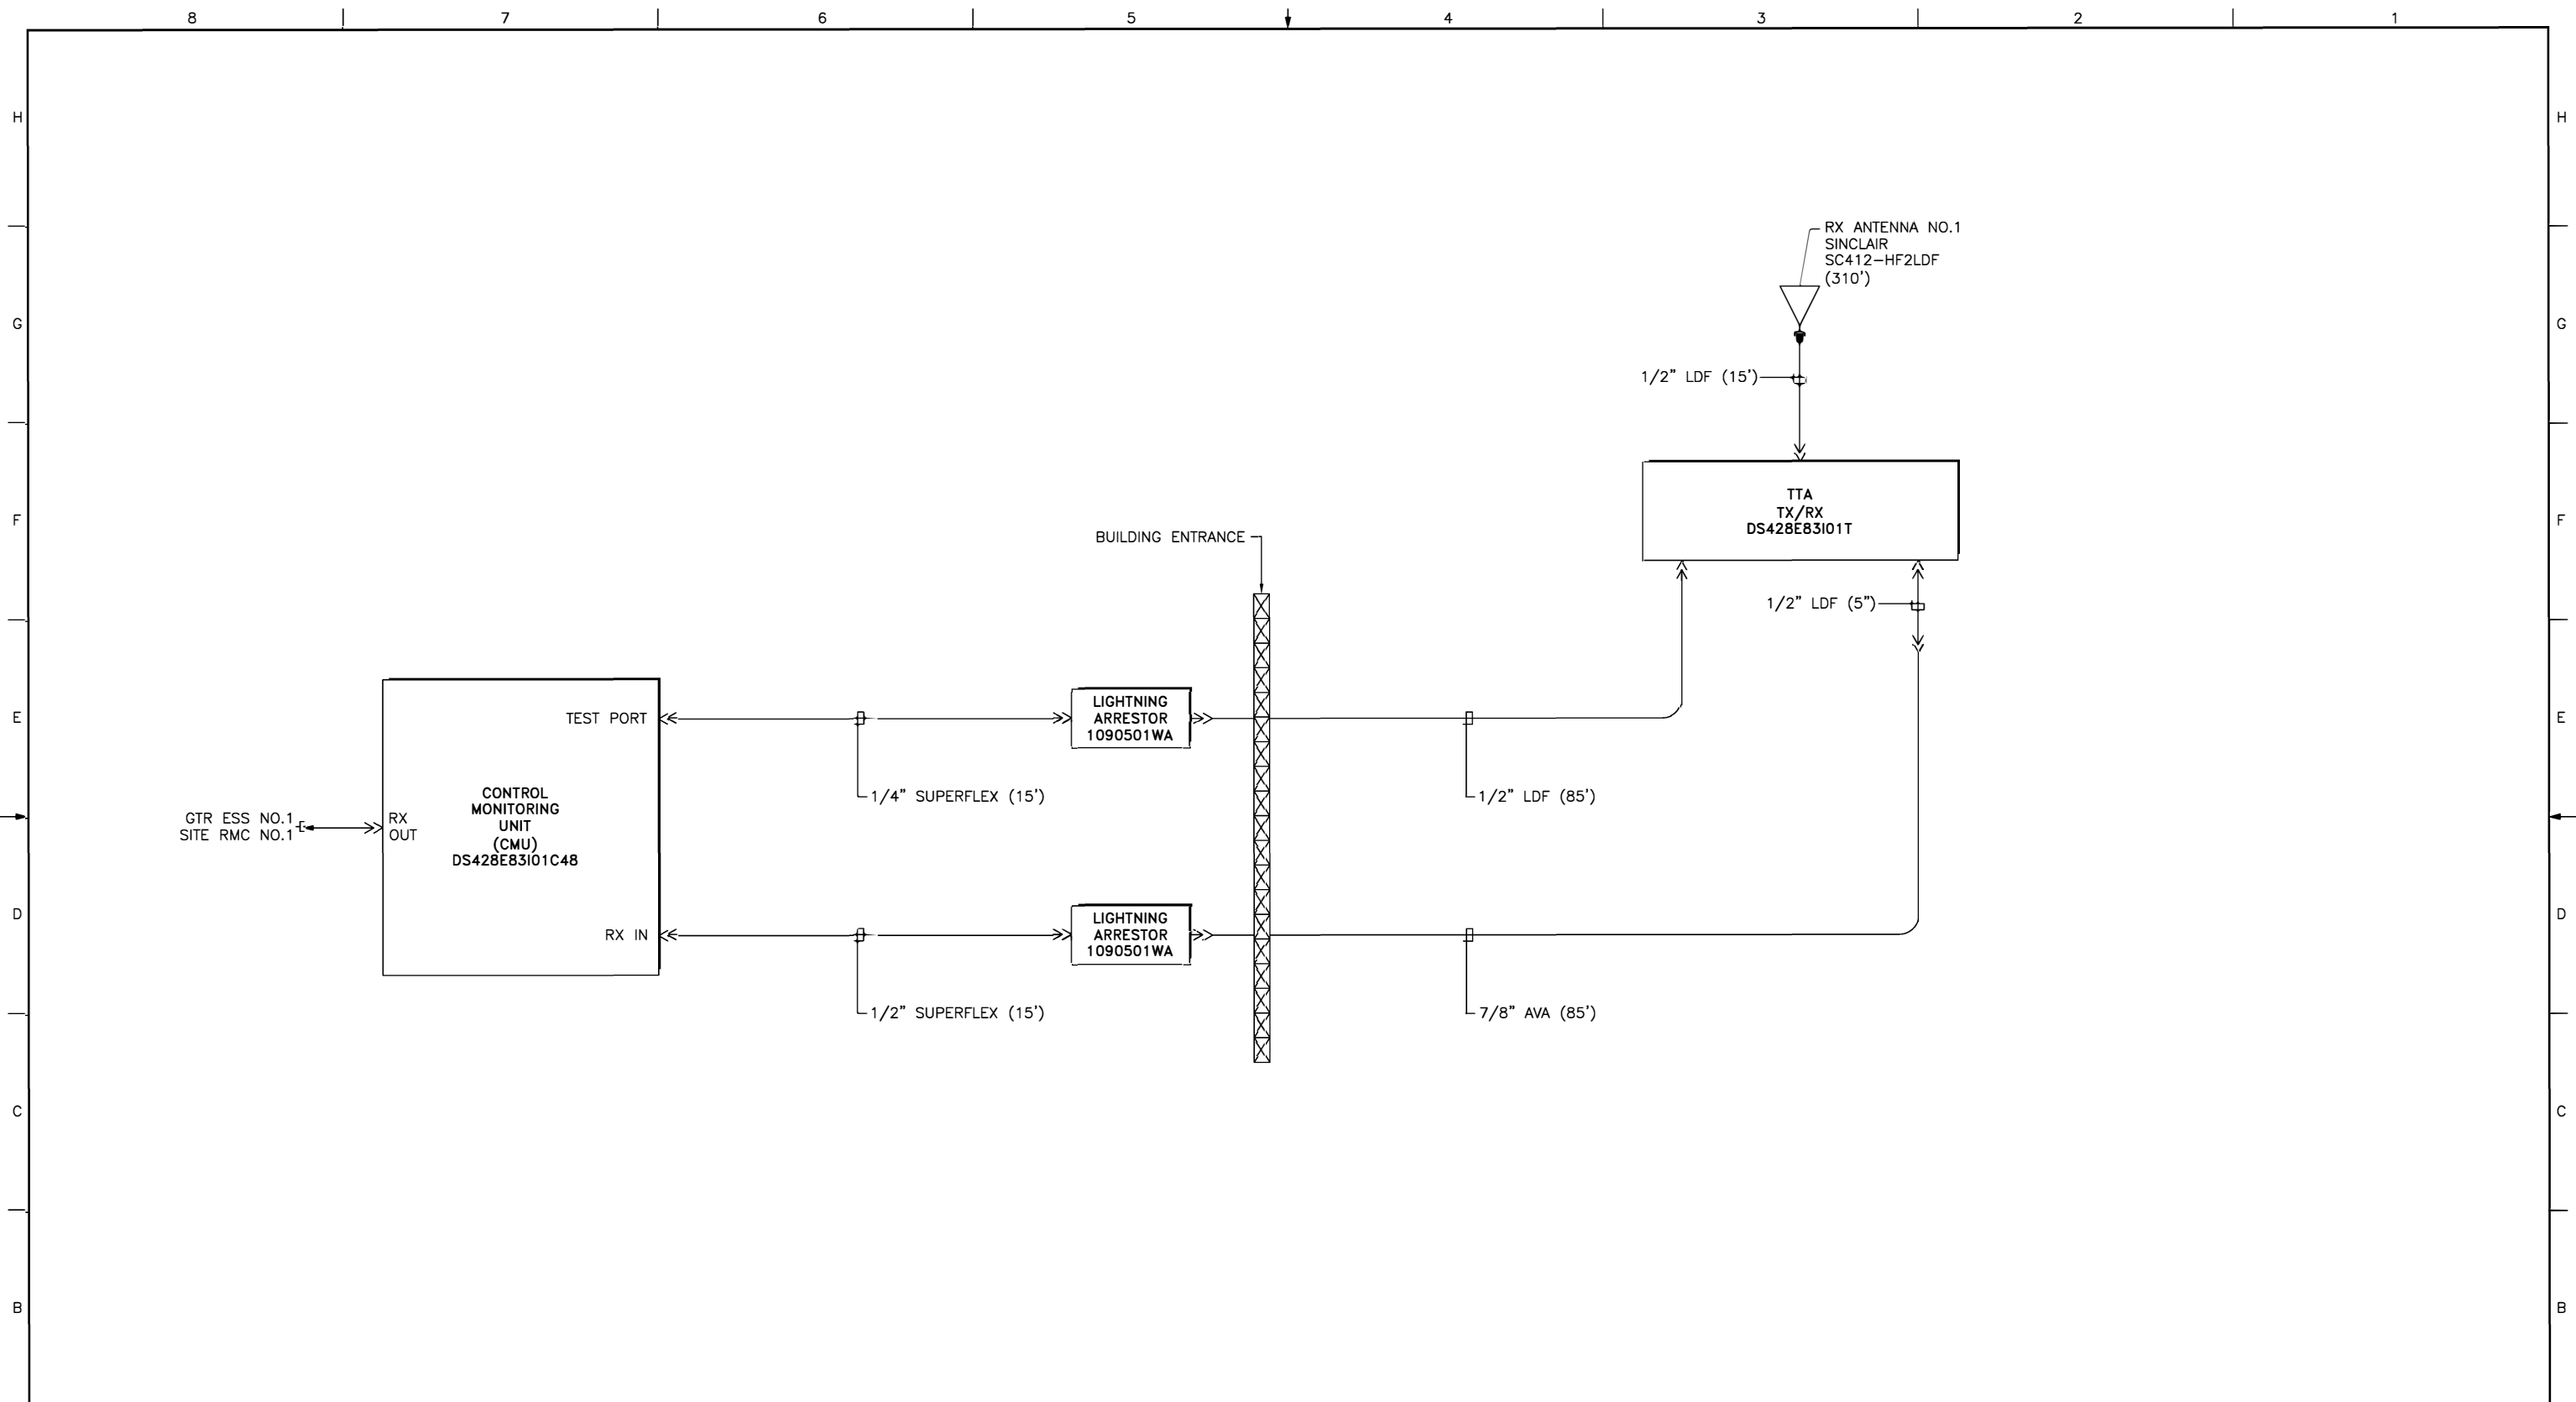 8 7 6 5 4 3 2 1
H H
RX ANTENNA NO.1
SINCLAIR
SC412-HF2LDF
(310')
G G
1/2" LDF (15')
TTA
TX/RX
DS428E83I01T
F F
BUILDING ENTRANCE
1/2" LDF (5")
TEST PORT
LIGHTNING
ARRESTOR
1090501WA
E E
1/4" SUPERFLEX (15')
1/2" LDF (85')
GTR ESS NO.1
SITE RMC NO.1
RX
OUT
CONTROL
MONITORING
UNIT
(CMU)
DS428E83I01C48
D D
RX IN
LIGHTNING
ARRESTOR
1090501WA
1/2" SUPERFLEX (15')
7/8" AVA (85')
C C
B B